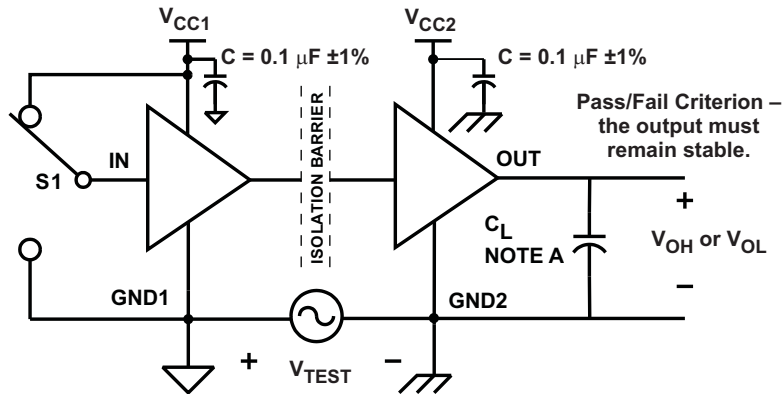 VCC1
VCC2
C = 0.1 μF ±1%
C = 0.1 μF ±1%
Pass/Fail Criterion –
the output must
remain stable.
IN
OUT
S1
ISOLATION BARRIER
CL
NOTE A
+
VOH or VOL
–
GND1
GND2
+
VTEST
–